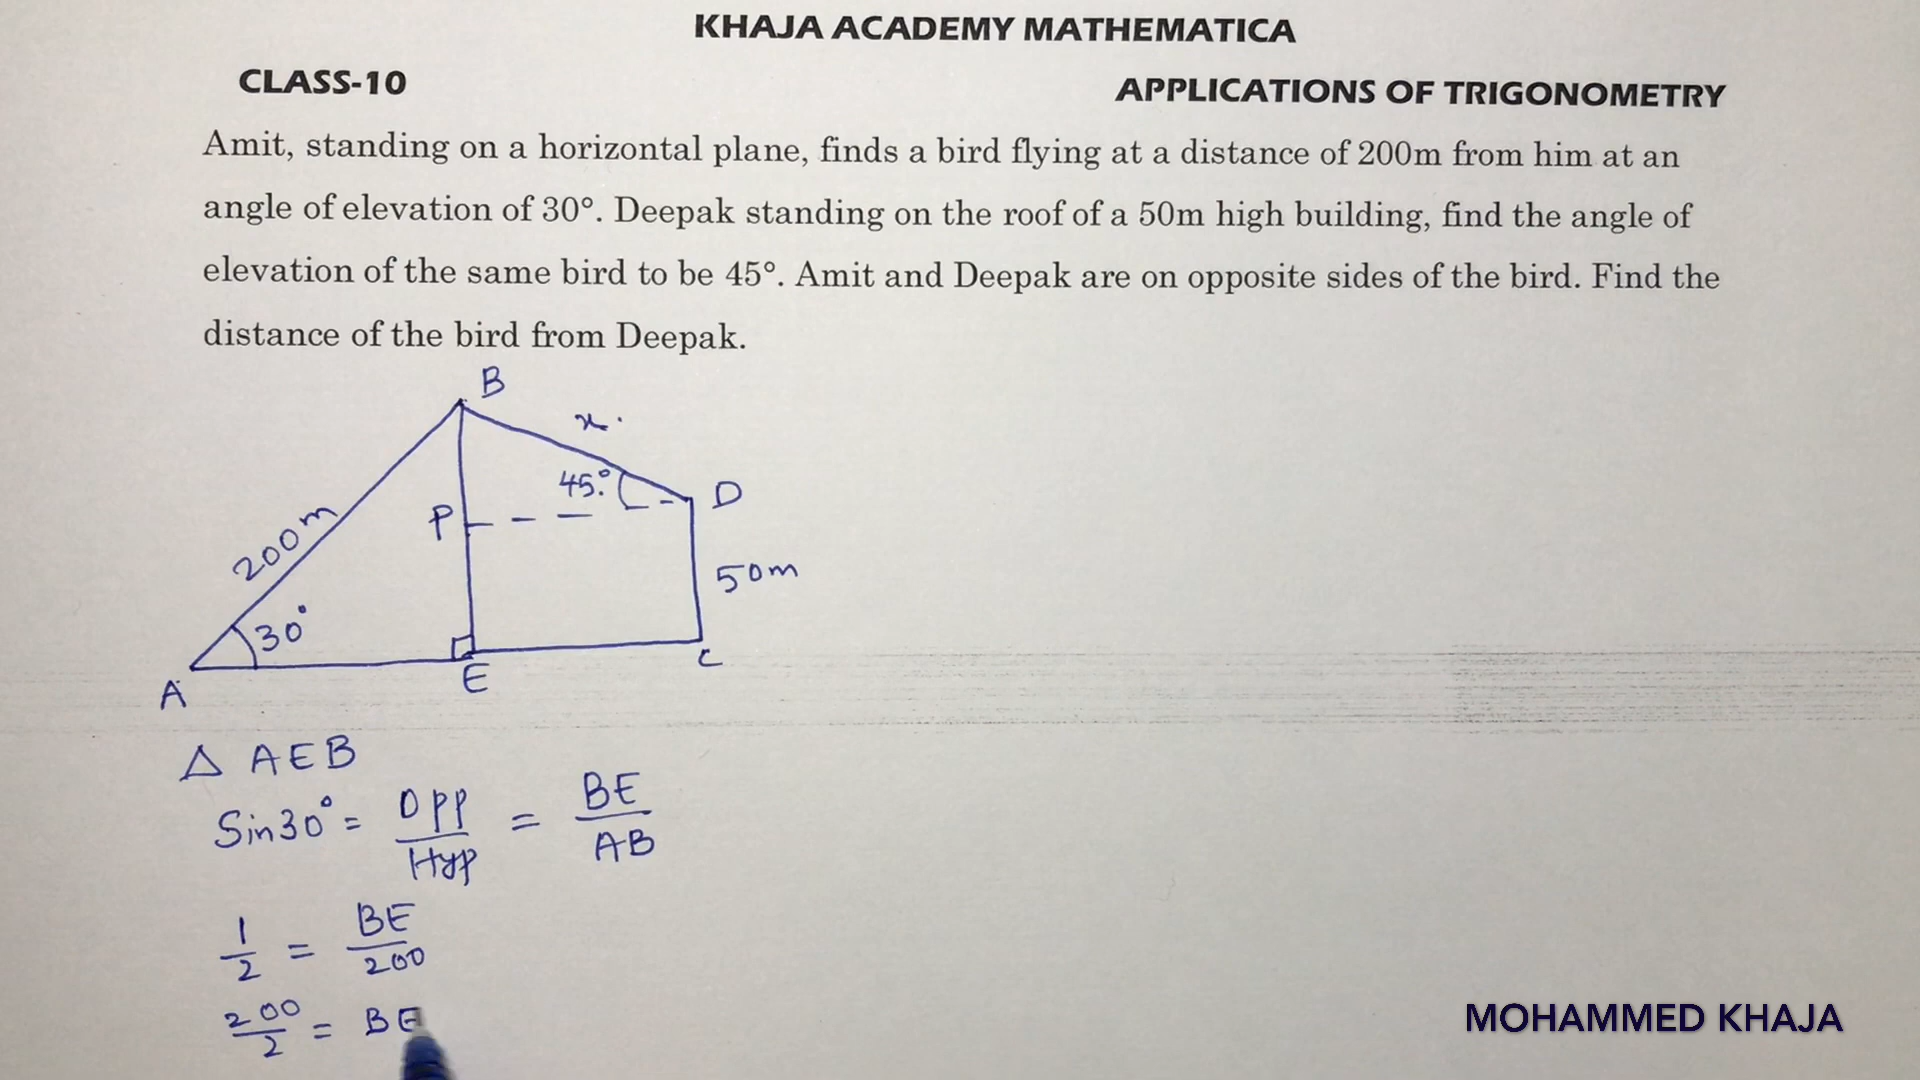 KHAJA ACADEMY MATHEMATICA
CLASS-10
APPLICATIONS OF TRIGONOMETRY
Amit, standing on a horizontal plane, finds a bird flying at a distance of 200m from him at an
angle of elevation of 30°. Deepak standing on the roof of a 50m high building, find the angle of
elevation of the same bird to be 45°. Amit and Deepak are on opposite sides of the bird. Find the
distance of the bird from Deepak.
B
x
45°
D
P
200m
50m
30°
A
E
C
Δ AEB
Sin30° = Opp/Hyp = BE/AB
1/2 = BE/200
200/2 = BE
MOHAMMED KHAJA